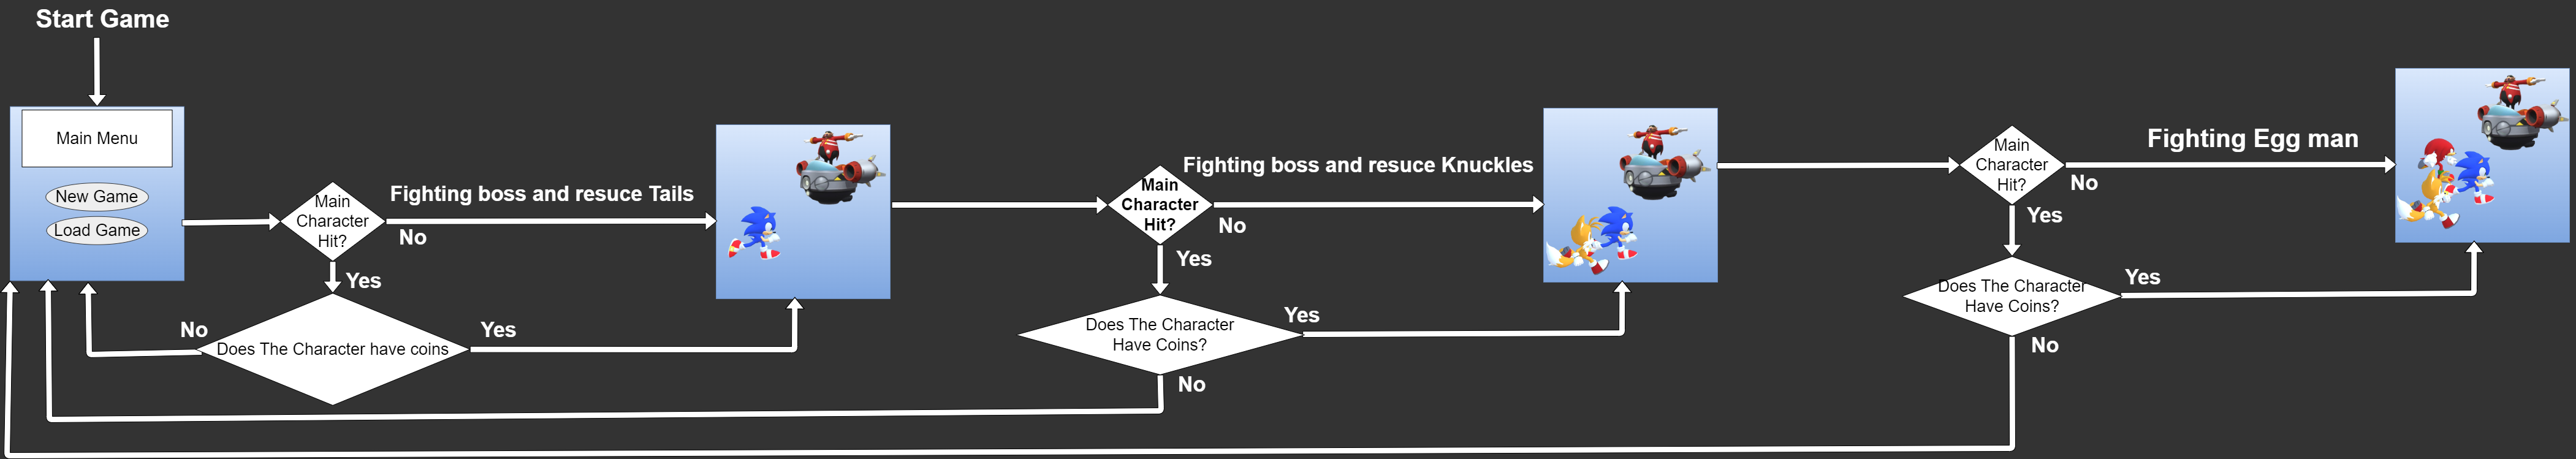 Start Game
Main Menu
New Game
Load Game
Main
Character
Hit?
Fighting boss and resuce Tails
No
Yes
Does The Character have coins
No
Yes
Main
Character
Hit?
Fighting boss and resuce Knuckles
No
Yes
Does The Character
Have Coins?
Yes
No
Main
Character
Hit?
Fighting Egg man
No
Yes
Does The Character
Have Coins?
Yes
No